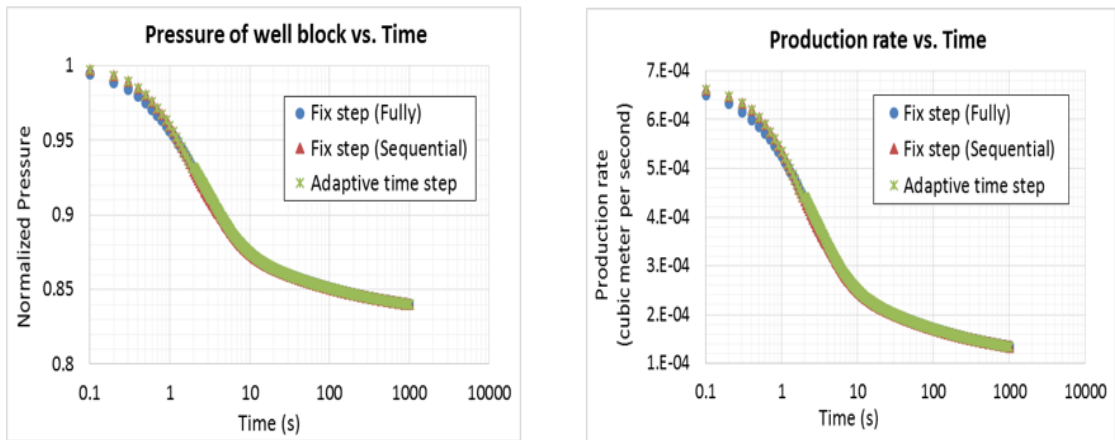 Pressure of well block vs. Time
1
0.95
0.9
0.85
0.8
Normalized Pressure
Fix step (Fully)
Fix step (Sequential)
Adaptive time step
0.1 1 10 100 1000 10000
Time (s)
Production rate vs. Time
7.E-04
6.E-04
5.E-04
4.E-04
3.E-04
2.E-04
1.E-04
Production rate
(cubic meter per second)
Fix step (Fully)
Fix step (Sequential)
Adaptive time step
0.1 1 10 100 1000 10000
Time (s)